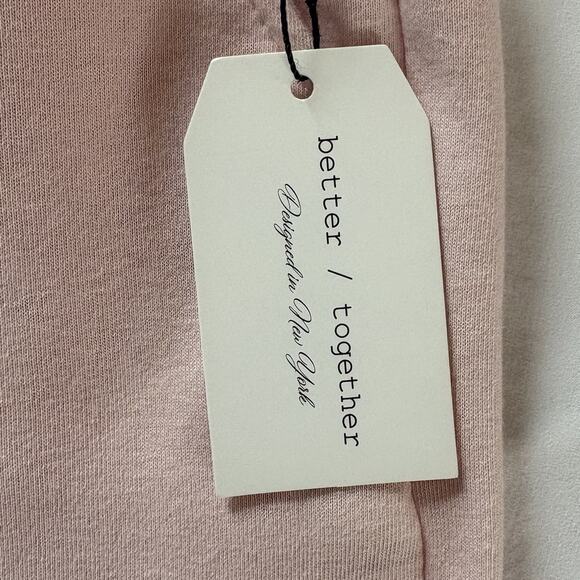 better / together
Designed in New York